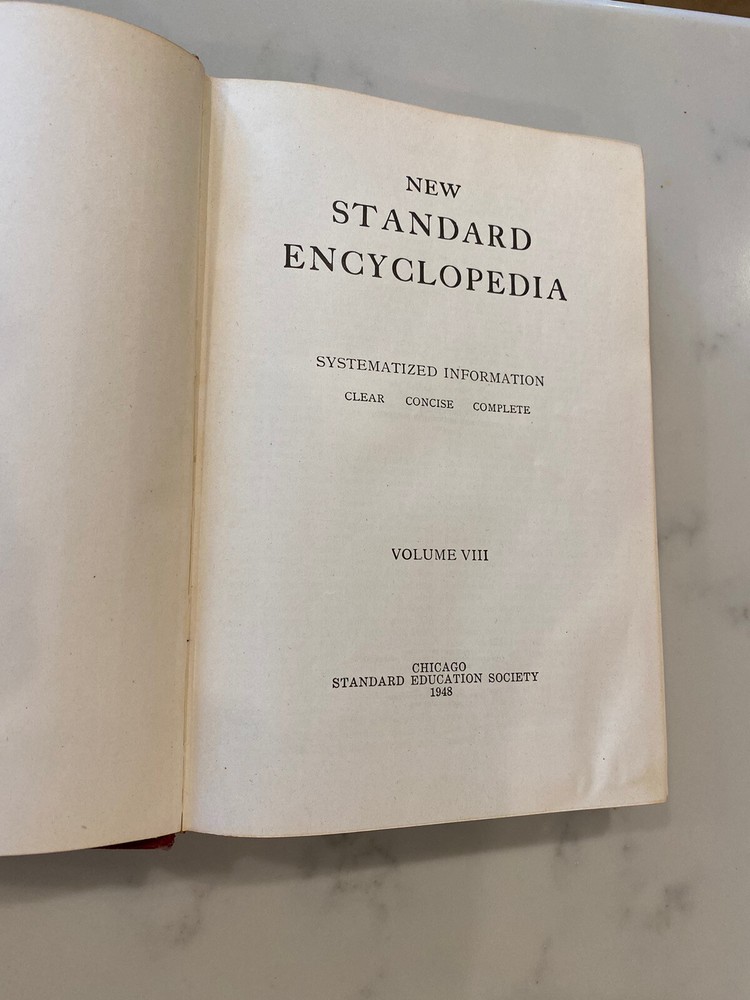 NEW
STANDARD
ENCYCLOPEDIA
SYSTEMATIZED INFORMATION
CLEAR CONCISE COMPLETE
VOLUME VIII
CHICAGO
STANDARD EDUCATION SOCIETY
1948